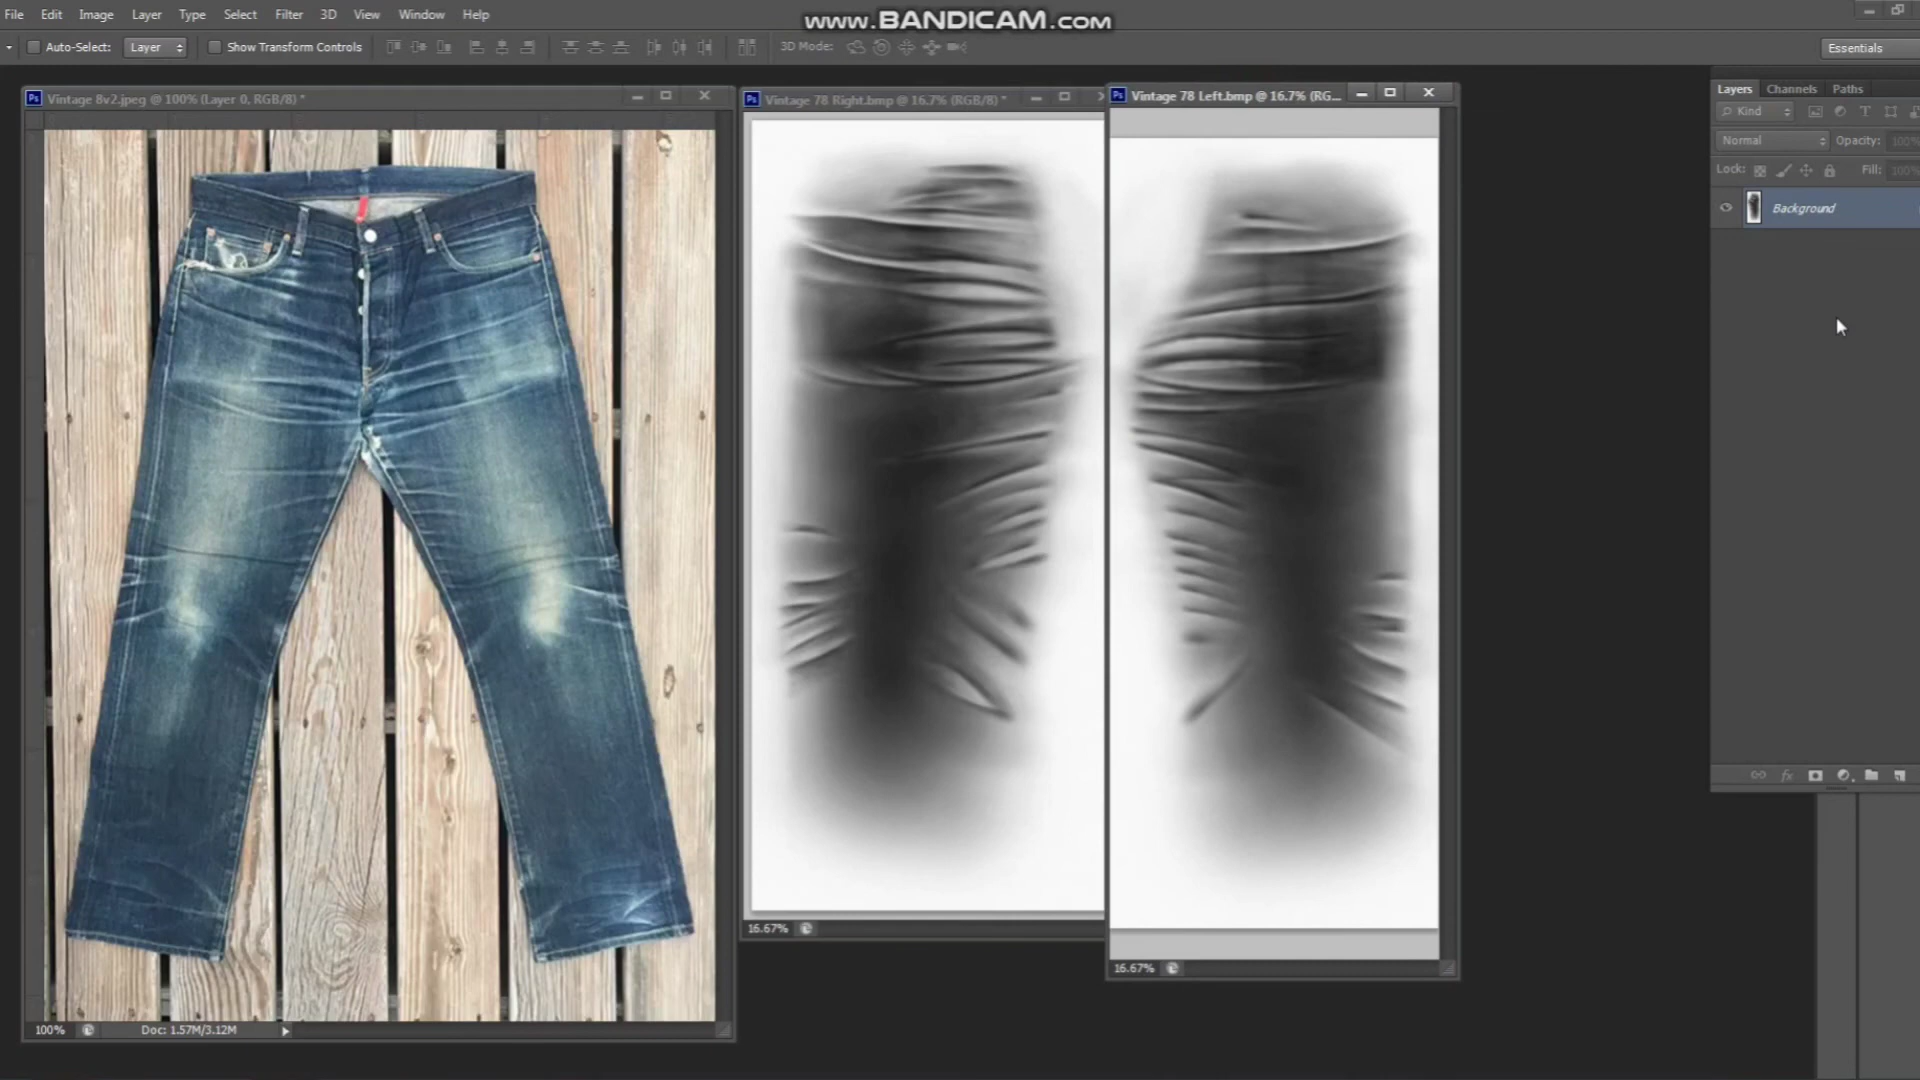 File Edit Image Layer Type Select Filter 3D View Window Help
www.BANDICAM.com
Auto-Select: Layer Show Transform Controls 3D Mode: Essentials
Vintage 8v2.jpeg @ 100% (Layer 0, RGB/8) *
Vintage 78 Right.bmp @ 16.7% (RGB/8) *
Vintage 78 Left.bmp @ 16.7% (RG...
Layers Channels Paths
Kind
Normal Opacity: 100%
Lock: Fill: 100%
Background
16.67%
16.67%
100% Doc: 1.57M/3.12M